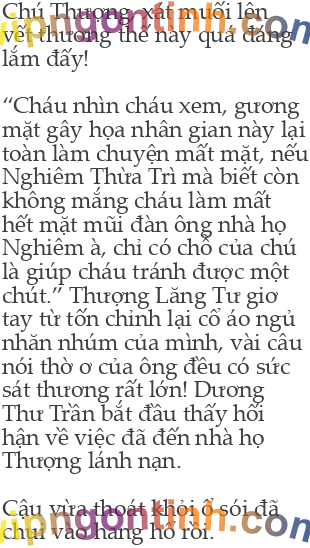 Chú Thượng, xát muối lên
vết thương thế này quá đáng
lắm đấy!
“Cháu nhìn cháu xem, gương
mặt gây họa nhân gian này lại
toàn làm chuyện mất mặt, nếu
Nghiêm Thừa Trì mà biết còn
không mắng cháu làm mất
hết mặt mũi đàn ông nhà họ
Nghiêm à, chỉ có chỗ của chú
là giúp cháu tránh được một
chút.” Thượng Lăng Tư giơ
tay từ tốn chỉnh lại cổ áo ngủ
nhăn nhúm của mình, vài câu
nói thờ ơ của ông đều có sức
sát thương rất lớn! Dương
Thư Trần bắt đầu thấy hối
hận về việc đã đến nhà họ
Thượng lánh nạn.
Cậu vừa thoát khỏi ổ sói đã
chui vào hang hổ rồi.
vipngontinh.com
vipngontinh.com